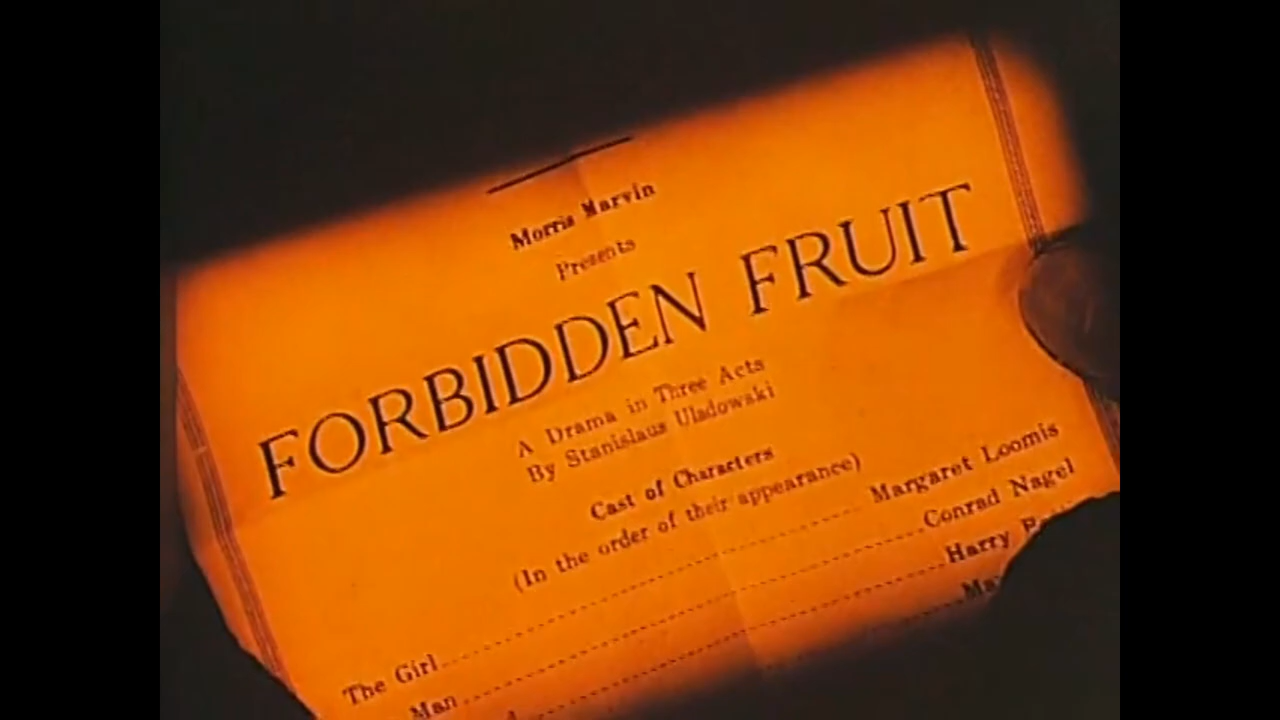 Morris Marvin
Presents
FORBIDDEN FRUIT
A Drama in Three Acts
By Stanislaus Uladowski
Cast of Characters
(In the order of their appearance)
The Girl Margaret Loomis
Man Conrad Nagel
Harry